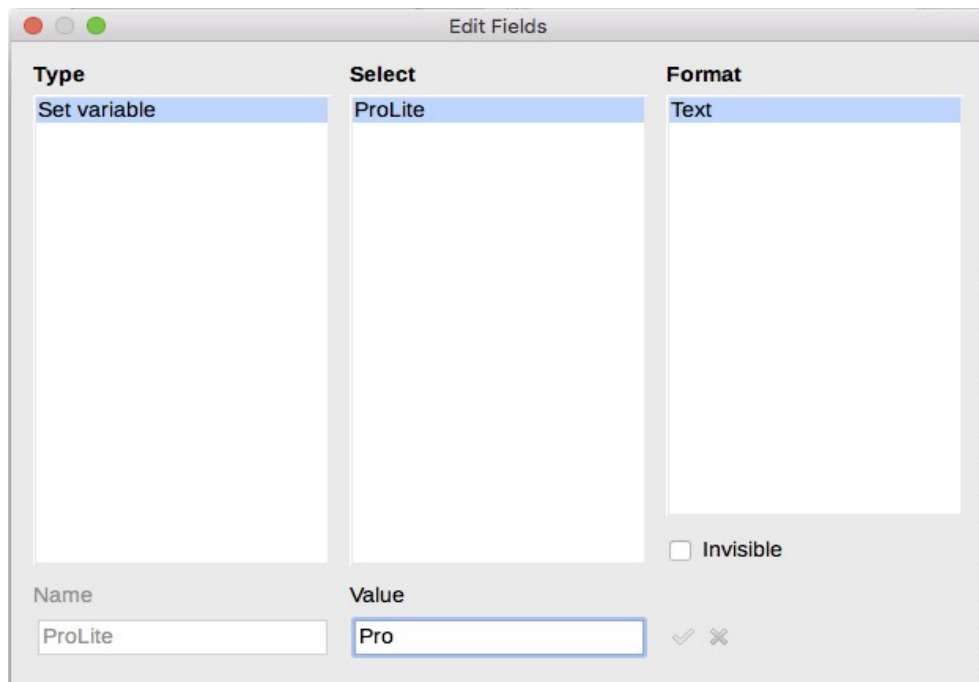 Edit Fields
Type Select Format
Set variable ProLite Text
Invisible
Name Value
ProLite Pro